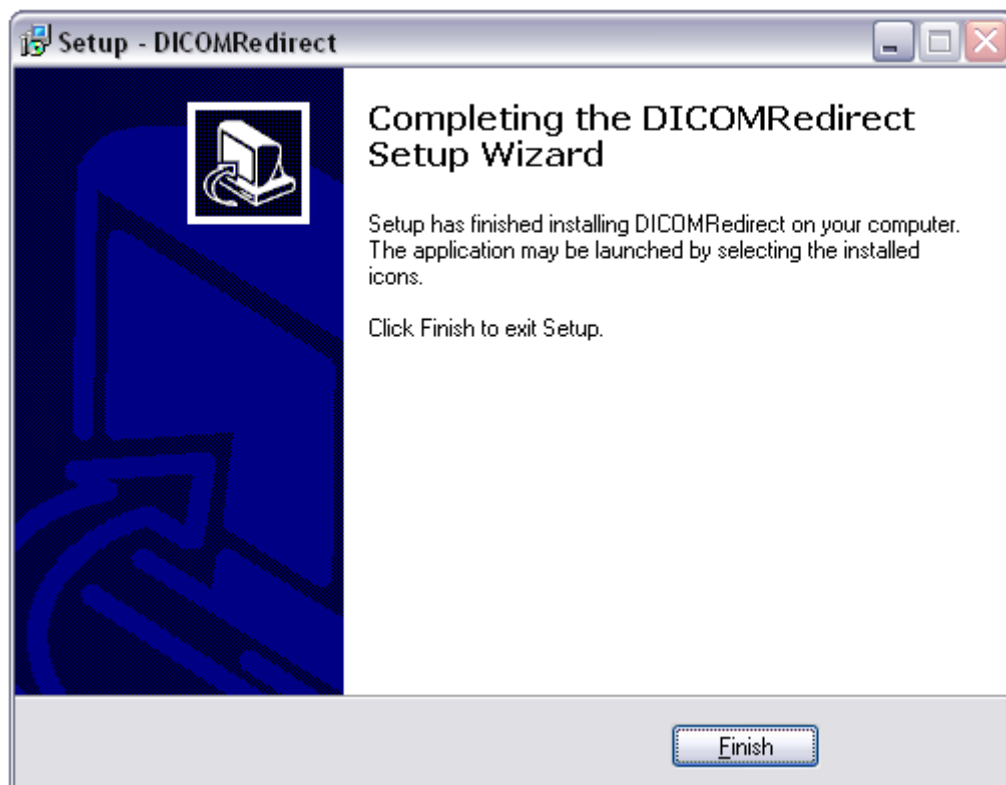 Setup - DICOMRedirect
Completing the DICOMRedirect
Setup Wizard
Setup has finished installing DICOMRedirect on your computer.
The application may be launched by selecting the installed
icons.
Click Finish to exit Setup.
Finish